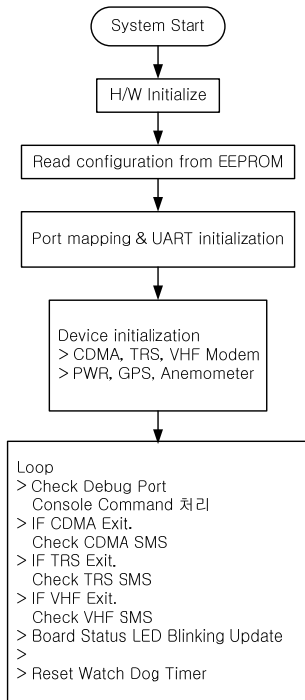 System Start
H/W Initialize
Read configuration from EEPROM
Port mapping & UART initialization
Device initialization
> CDMA, TRS, VHF Modem
> PWR, GPS, Anemometer
Loop
> Check Debug Port
Console Command 처리
> IF CDMA Exit.
Check CDMA SMS
> IF TRS Exit.
Check TRS SMS
> IF VHF Exit.
Check VHF SMS
> Board Status LED Blinking Update
>
> Reset Watch Dog Timer